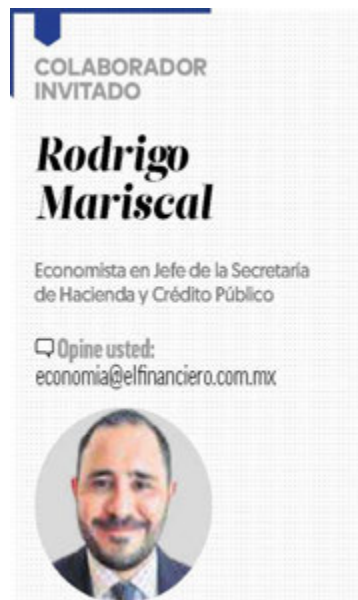 COLABORADOR
INVITADO
Rodrigo
Mariscal
Economista en Jefe de la Secretaría
de Hacienda y Crédito Público
Opine usted:
economia@elfinanciero.com.mx